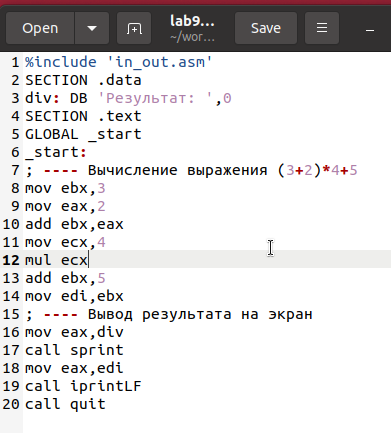 Open
lab9...
~/wor...
Save
1 %include 'in_out.asm'
2 SECTION .data
3 div: DB 'Результат: ',0
4 SECTION .text
5 GLOBAL _start
6 _start:
7 ; ---- Вычисление выражения (3+2)*4+5
8 mov ebx,3
9 mov eax,2
10 add ebx,eax
11 mov ecx,4
12 mul ecx
13 add ebx,5
14 mov edi,ebx
15 ; ---- Вывод результата на экран
16 mov eax,div
17 call sprint
18 mov eax,edi
19 call iprintLF
20 call quit